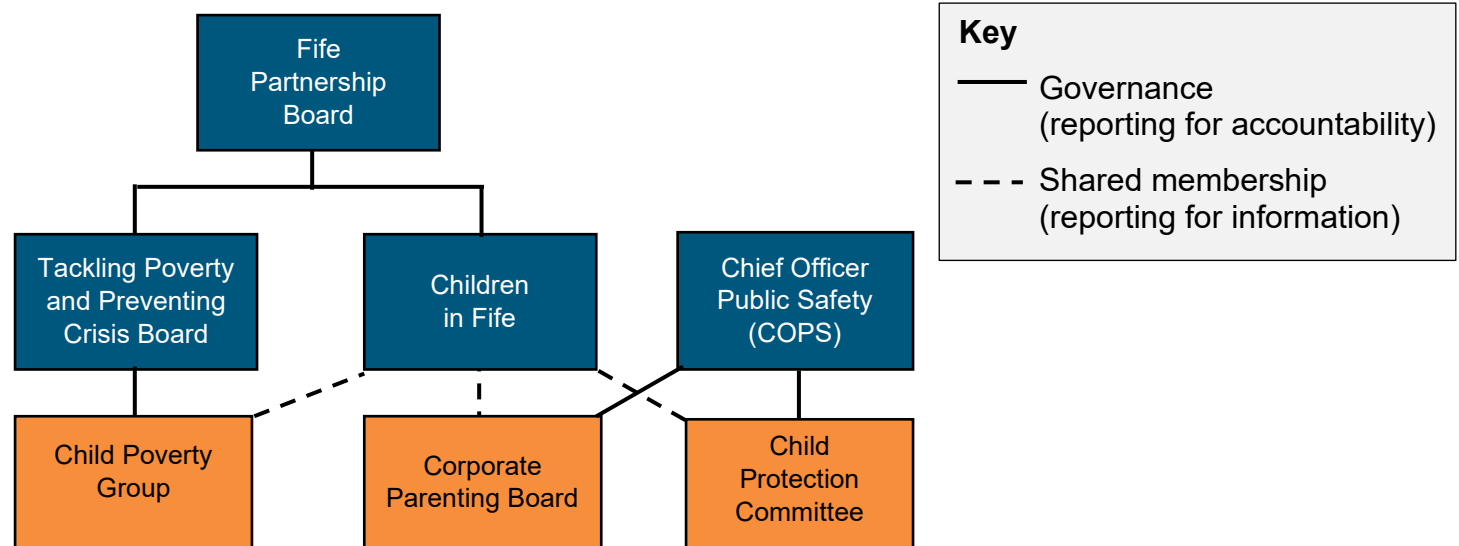 Fife
Partnership
Board
Key
Governance
(reporting for accountability)
Shared membership
(reporting for information)
Tackling Poverty
and Preventing
Crisis Board
Children
in Fife
Chief Officer
Public Safety
(COPS)
Child Poverty
Group
Corporate
Parenting Board
Child
Protection
Committee